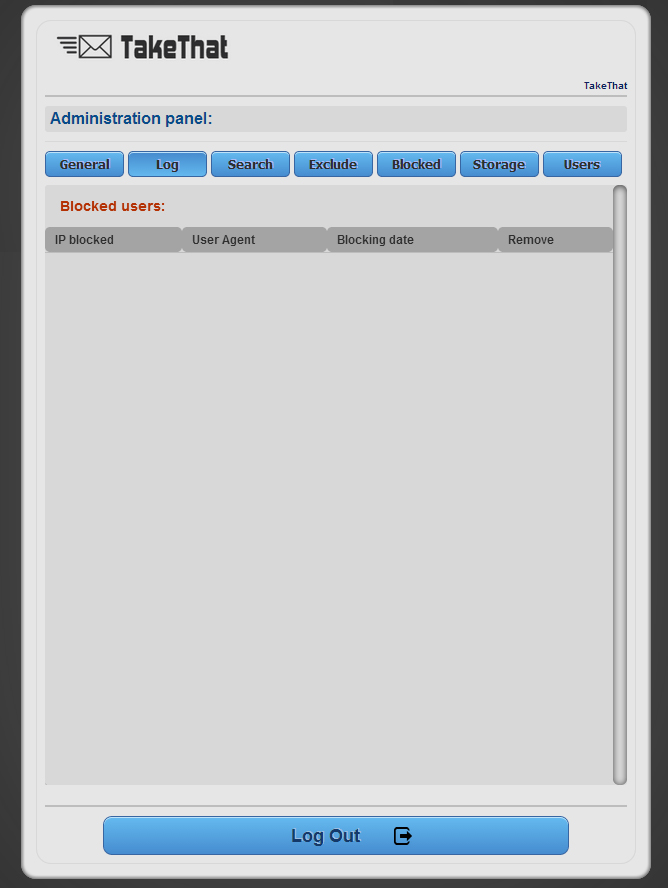 TakeThat
TakeThat
Administration panel:
General Log Search Exclude Blocked Storage Users
Blocked users:
IP blocked User Agent Blocking date Remove
Log Out